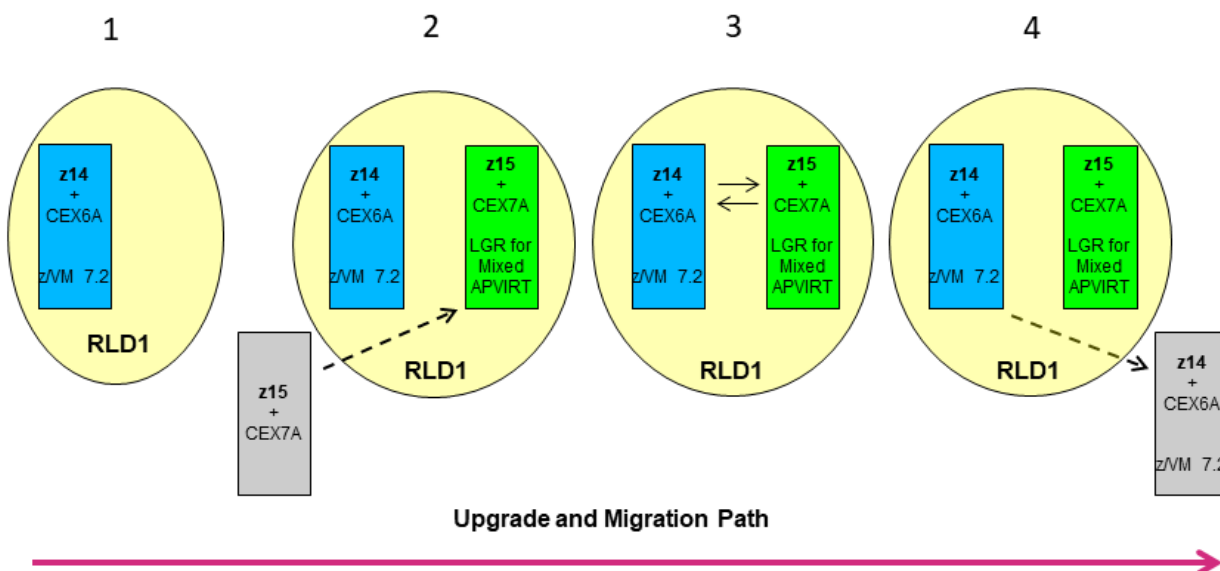 1
2
3
4
z14
+
CEX6A
z/VM 7.2
RLD1
z14
+
CEX6A
z/VM 7.2
z15
+
CEX7A
LGR for
Mixed
APVIRT
RLD1
z15
+
CEX7A
z14
+
CEX6A
z/VM 7.2
z15
+
CEX7A
LGR for
Mixed
APVIRT
RLD1
z14
+
CEX6A
z/VM 7.2
z15
+
CEX7A
LGR for
Mixed
APVIRT
RLD1
z14
+
CEX6A
z/VM 7.2
Upgrade and Migration Path